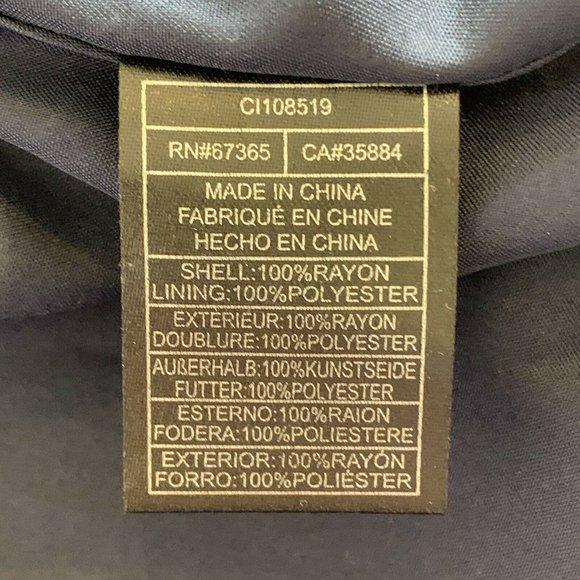 CI108519
RN#67365 CA#35884
MADE IN CHINA
FABRIQUÉ EN CHINE
HECHO EN CHINA
SHELL:100%RAYON
LINING:100%POLYESTER
EXTERIEUR:100%RAYON
DOUBLURE:100%POLYESTER
AUßERHALB:100%KUNSTSEIDE
FUTTER:100%POLYESTER
ESTERNO:100%RAION
FODERA:100%POLIESTERE
EXTERIOR:100%RAYÓN
FORRO:100%POLIÉSTER